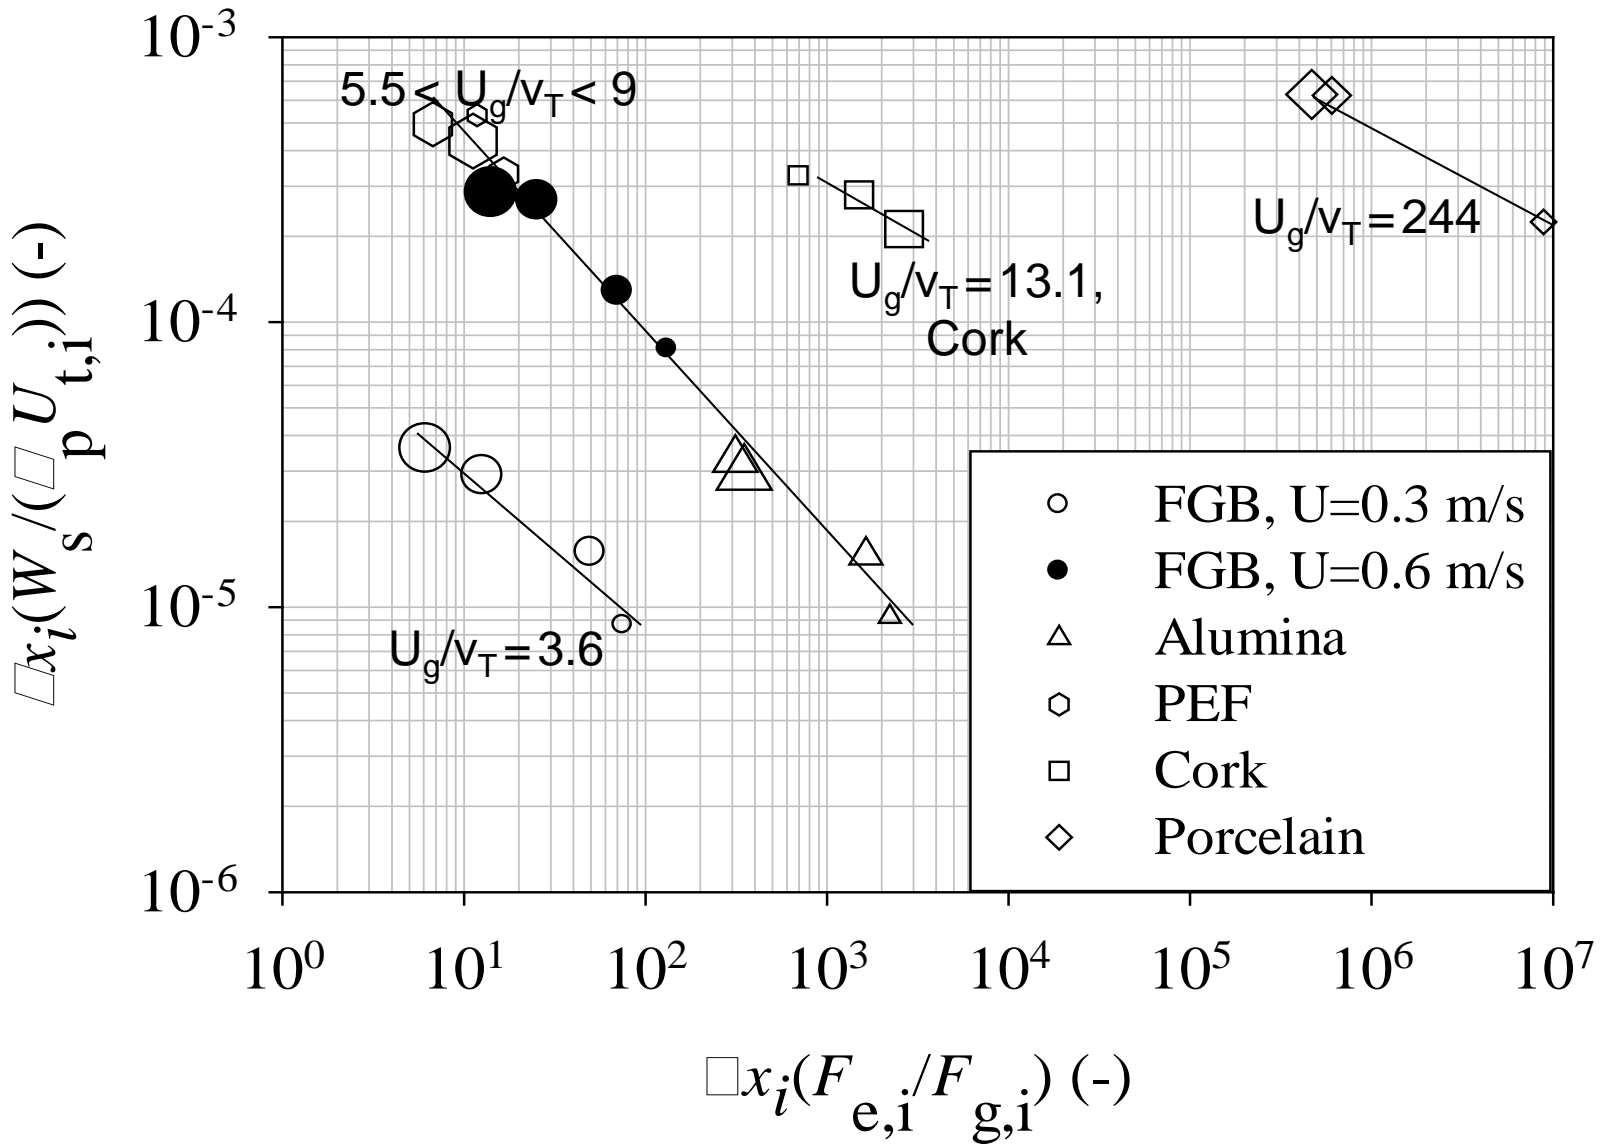 10-3
10-4
10-5
10-6
□xi(Ws/(□pUt,i)) (-)
5.5 < Ug/vT < 9
Ug/vT = 244
Ug/vT = 13.1,
Cork
Ug/vT = 3.6
FGB, U=0.3 m/s
FGB, U=0.6 m/s
Alumina
PEF
Cork
Porcelain
100 101 102 103 104 105 106 107
□xi(Fe,i/Fg,i) (-)